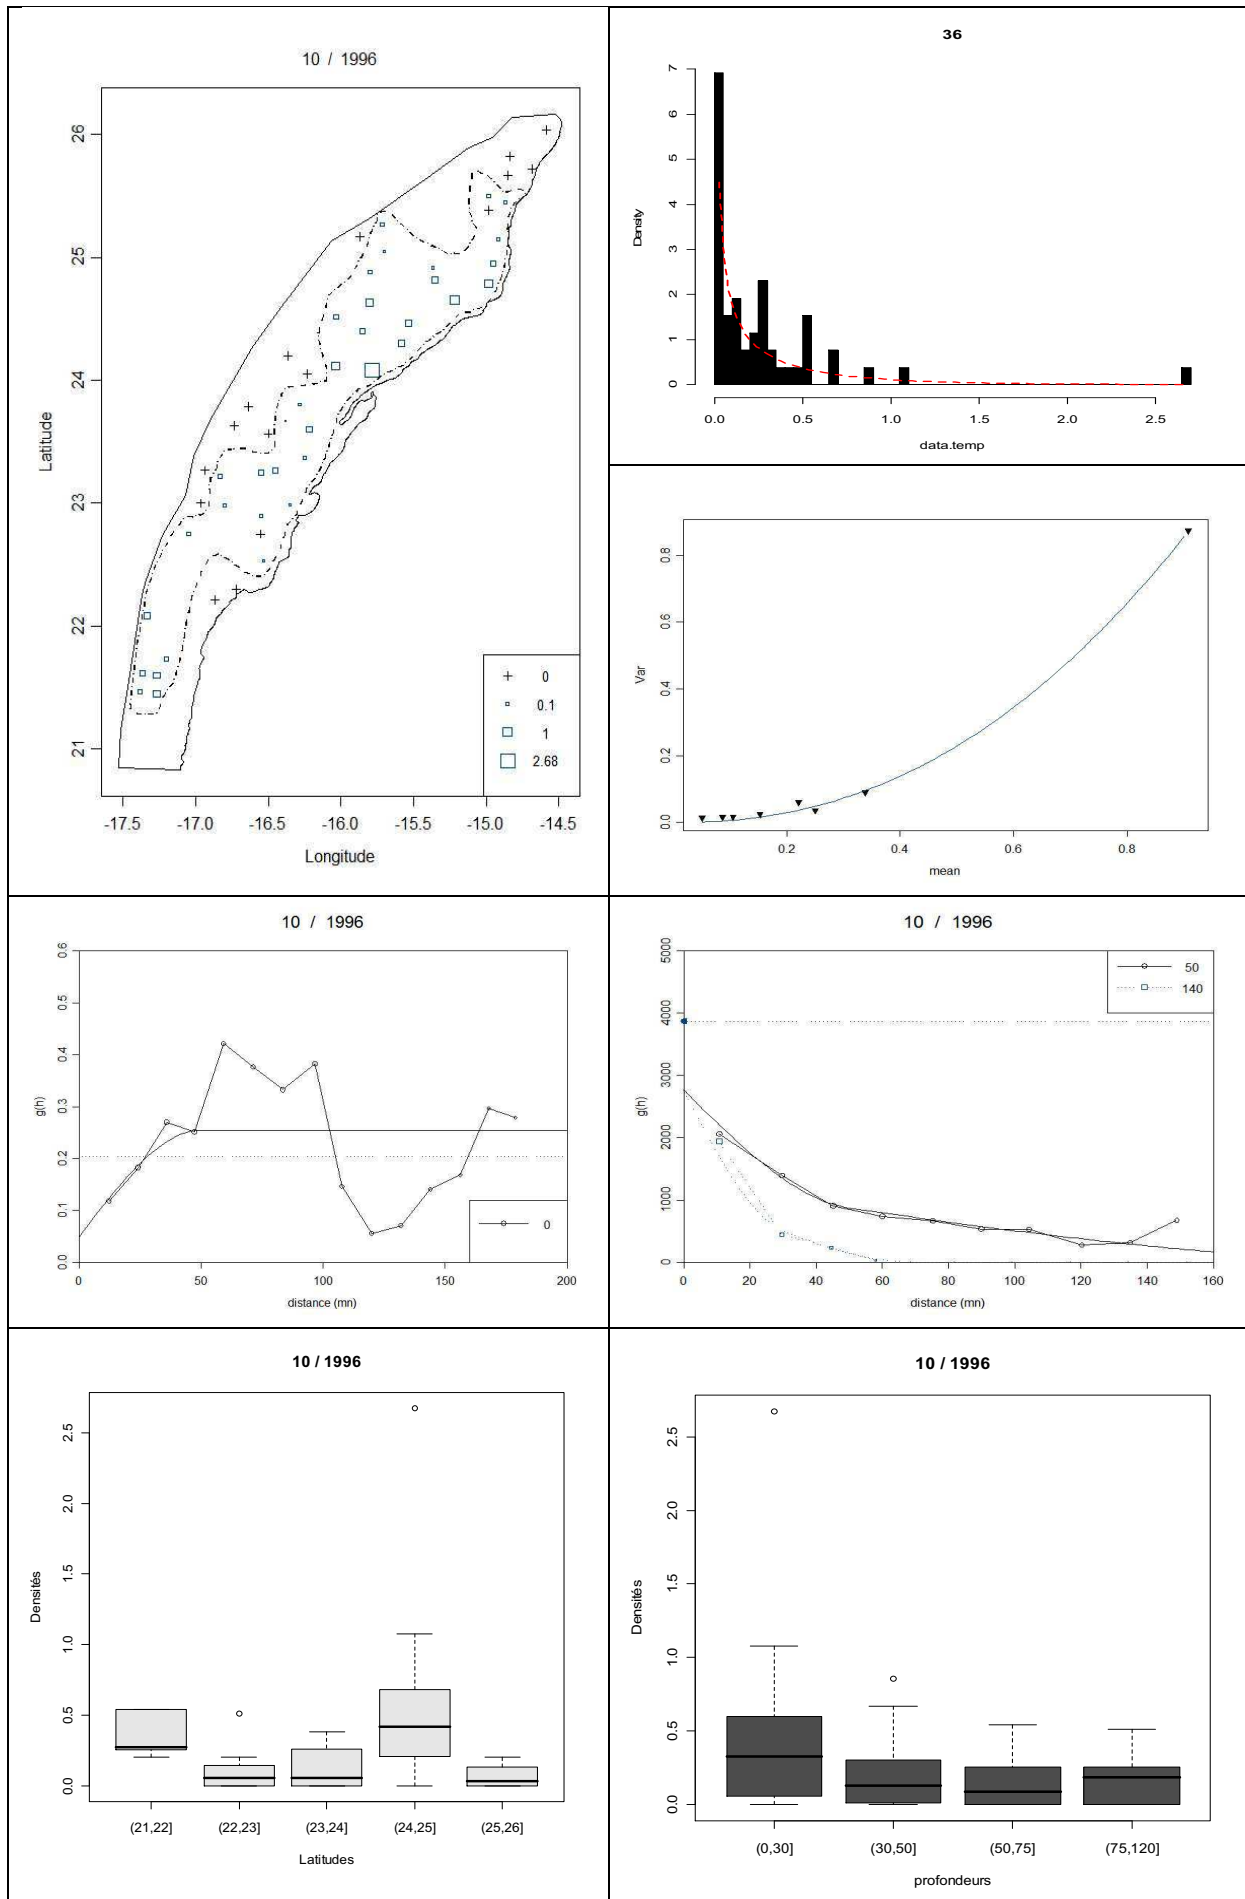 10 / 1996
26
25
24
23
22
21
Latitude
0
0.1
1
2.68
-17.5 -17.0 -16.5 -16.0 -15.5 -15.0 -14.5
Longitude
36
7
6
5
4
3
2
1
0
Density
0.0 0.5 1.0 1.5 2.0 2.5
data.temp
0.8
0.6
0.4
0.2
0.0
Var
0.2 0.4 0.6 0.8
mean
10 / 1996
0.6
0.5
0.4
0.3
0.2
0.1
0.0
g(h)
0
0 50 100 150 200
distance (mn)
10 / 1996
5000
4000
3000
2000
1000
0
g(h)
50
140
0 20 40 60 80 100 120 140 160
distance (mn)
10 / 1996
2.5
2.0
1.5
1.0
0.5
0.0
Densités
(21,22] (22,23] (23,24] (24,25] (25,26]
Latitudes
10 / 1996
2.5
2.0
1.5
1.0
0.5
0.0
Densités
(0,30] (30,50] (50,75] (75,120]
profondeurs